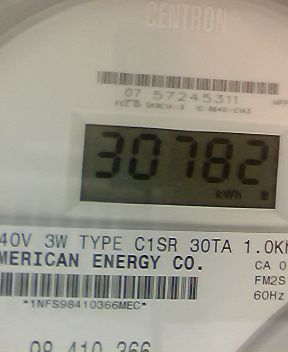 CENTRON®
07 57245311
30782
kWh
40V 3W TYPE C1SR 30TA 1.0K
MERICAN ENERGY CO.
CA 0
FM2S
60Hz
*1NFS98410366MEC*
98 410 366